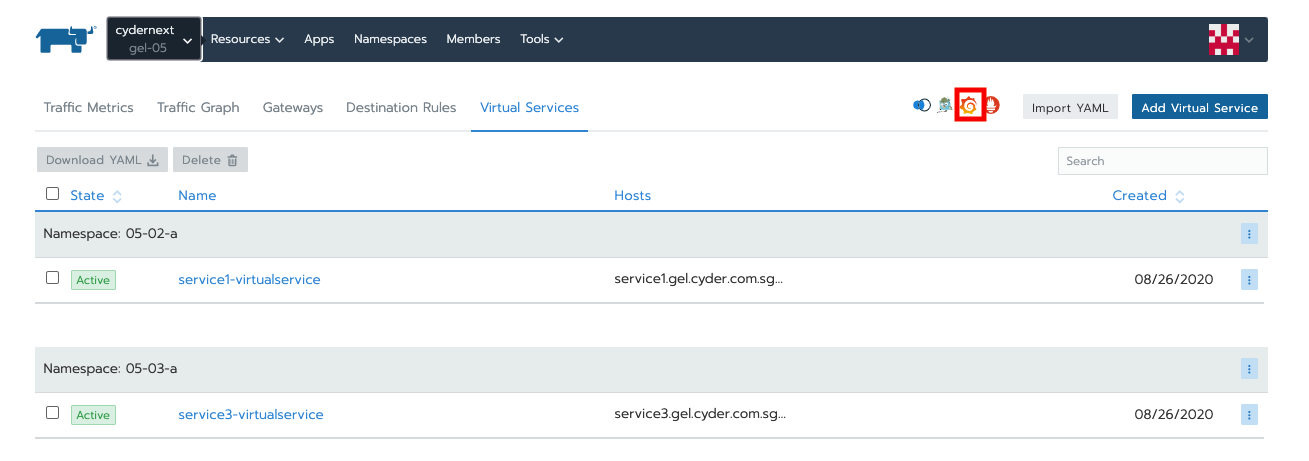 cydernext
gel-05
Resources Apps Namespaces Members Tools
Traffic Metrics Traffic Graph Gateways Destination Rules Virtual Services Import YAML Add Virtual Service
Download YAML Delete Search
State Name Hosts Created
Namespace: 05-02-a
Active service1-virtualservice service1.gel.cyder.com.sg... 08/26/2020
Namespace: 05-03-a
Active service3-virtualservice service3.gel.cyder.com.sg... 08/26/2020